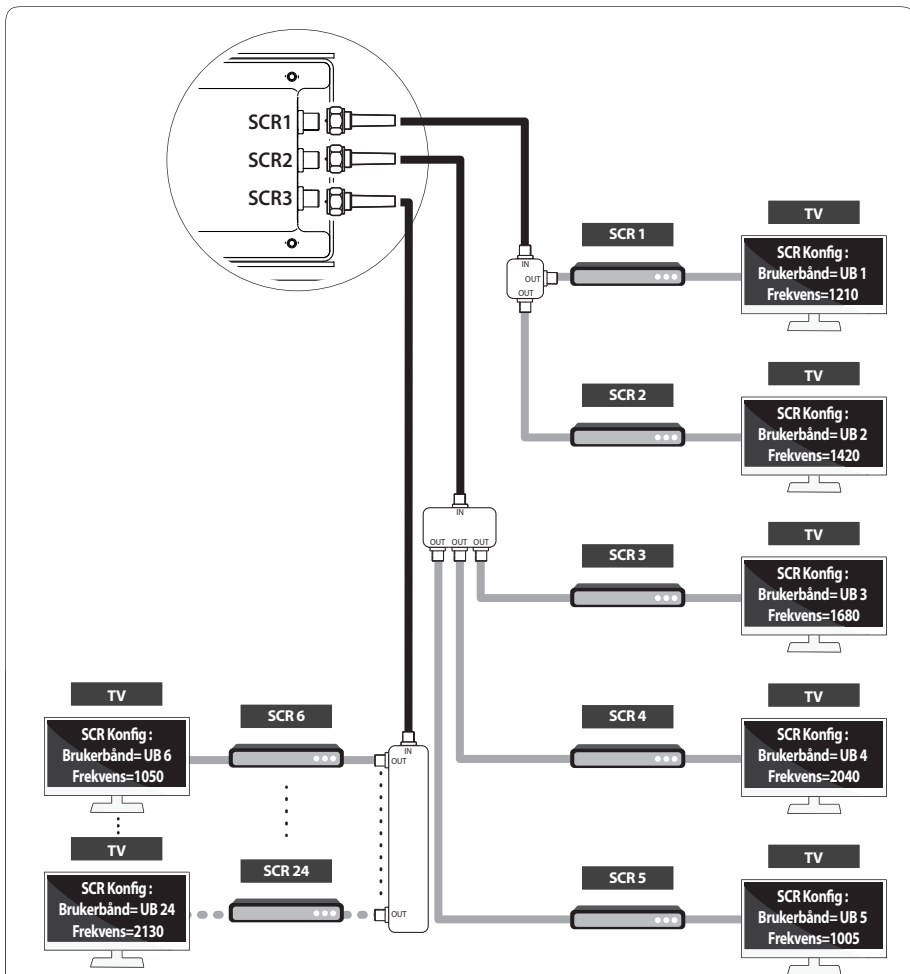 SCR1
SCR2
SCR3
IN
OUT
OUT
SCR 1
TV
SCR Konfig :
Brukerbånd= UB 1
Frekvens=1210
SCR 2
TV
SCR Konfig :
Brukerbånd= UB 2
Frekvens=1420
IN
OUT OUT OUT
SCR 3
TV
SCR Konfig :
Brukerbånd= UB 3
Frekvens=1680
SCR 4
TV
SCR Konfig :
Brukerbånd= UB 4
Frekvens=2040
SCR 5
TV
SCR Konfig :
Brukerbånd= UB 5
Frekvens=1005
TV
SCR Konfig :
Brukerbånd= UB 6
Frekvens=1050
SCR 6
IN
OUT
TV
SCR Konfig :
Brukerbånd= UB 24
Frekvens=2130
SCR 24
OUT